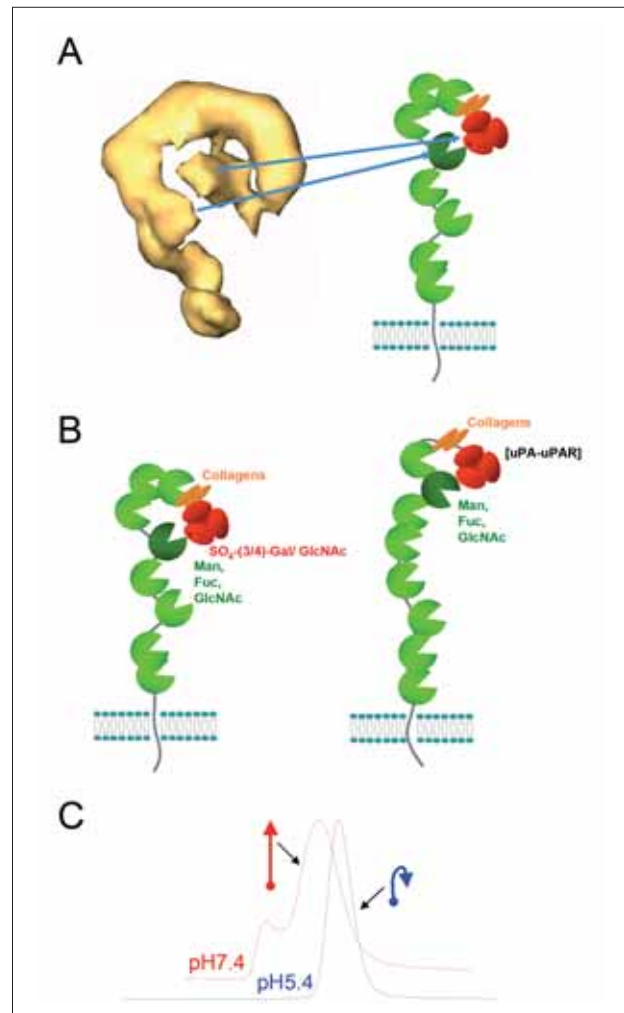 A
B
Collagens
SO₄-(3/4)-Gal/ GlcNAc
Man,
Fuc,
GlcNAc
Collagens
[uPA-uPAR]
Man,
Fuc,
GlcNAc
C
pH7.4
pH5.4